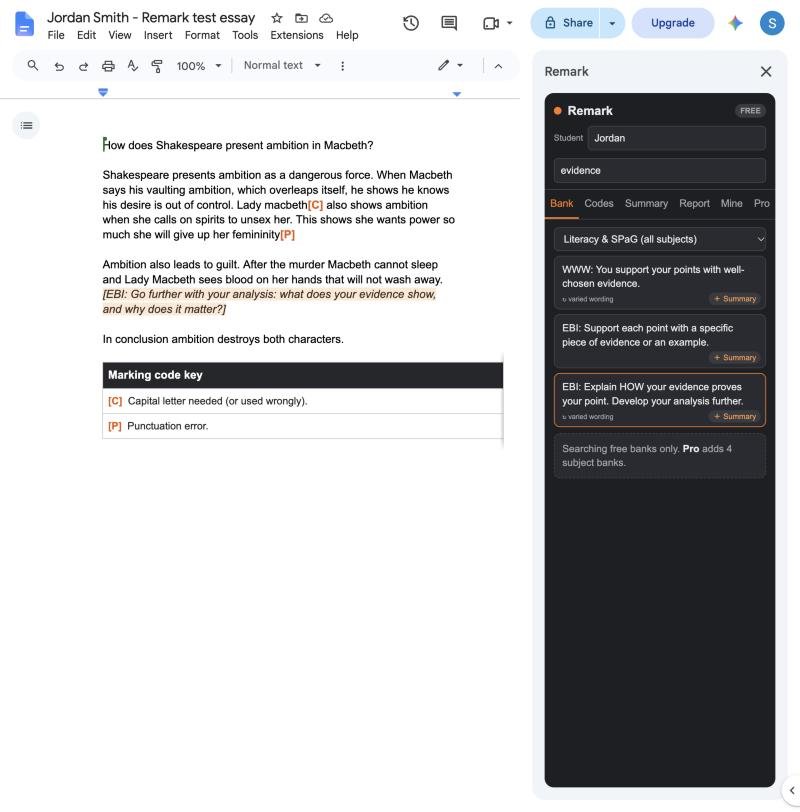 Jordan Smith - Remark test essay
File Edit View Insert Format Tools Extensions Help
Share
Upgrade
S
100%
Normal text
How does Shakespeare present ambition in Macbeth?
Shakespeare presents ambition as a dangerous force. When Macbeth
says his vaulting ambition, which overleaps itself, he shows he knows
his desire is out of control. Lady macbeth[C] also shows ambition
when she calls on spirits to unsex her. This shows she wants power so
much she will give up her femininity[P]
Ambition also leads to guilt. After the murder Macbeth cannot sleep
and Lady Macbeth sees blood on her hands that will not wash away.
[EBI: Go further with your analysis: what does your evidence show,
and why does it matter?]
In conclusion ambition destroys both characters.
Marking code key
[C] Capital letter needed (or used wrongly).
[P] Punctuation error.
Remark
Remark
FREE
Student Jordan
evidence
Bank Codes Summary Report Mine Pro
Literacy & SPaG (all subjects)
WWW: You support your points with well-
chosen evidence.
varied wording
+ Summary
EBI: Support each point with a specific
piece of evidence or an example.
+ Summary
EBI: Explain HOW your evidence proves
your point. Develop your analysis further.
varied wording
+ Summary
Searching free banks only. Pro adds 4
subject banks.